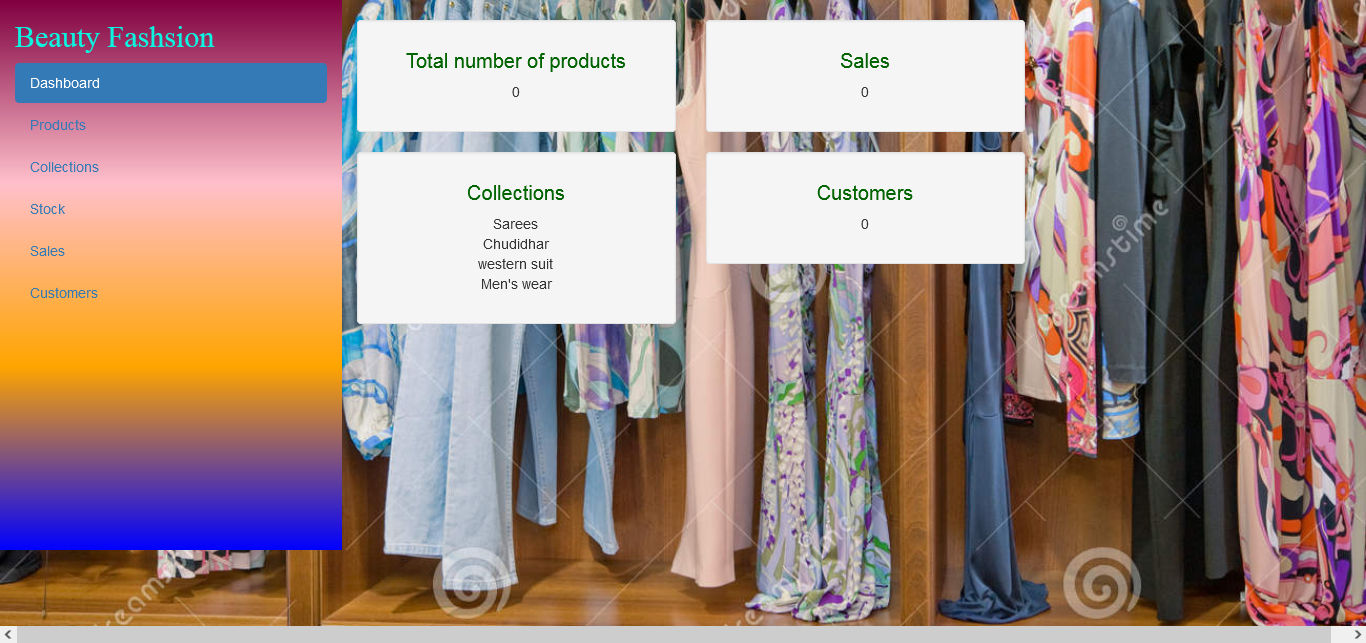 Beauty Fashsion
Dashboard
Products
Collections
Stock
Sales
Customers
Total number of products
0
Sales
0
Collections
Sarees
Chudidhar
western suit
Men's wear
Customers
0
dreamstime